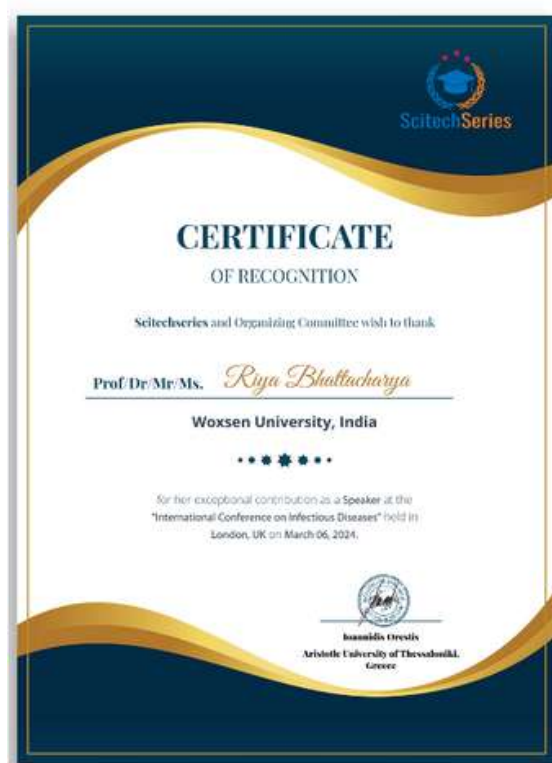 ScitechSeries
CERTIFICATE
OF RECOGNITION
Scitechseries and Organizing Committee wish to thank
Prof/Dr/Mr/Ms. Riya Bhattacharya
Woxsen University, India
for her exceptional contribution as a Speaker at the
"International Conference on Infectious Diseases" held in
London, UK on March 06, 2024.
Ioannidis Orestis
Aristotle University of Thessaloniki,
Greece